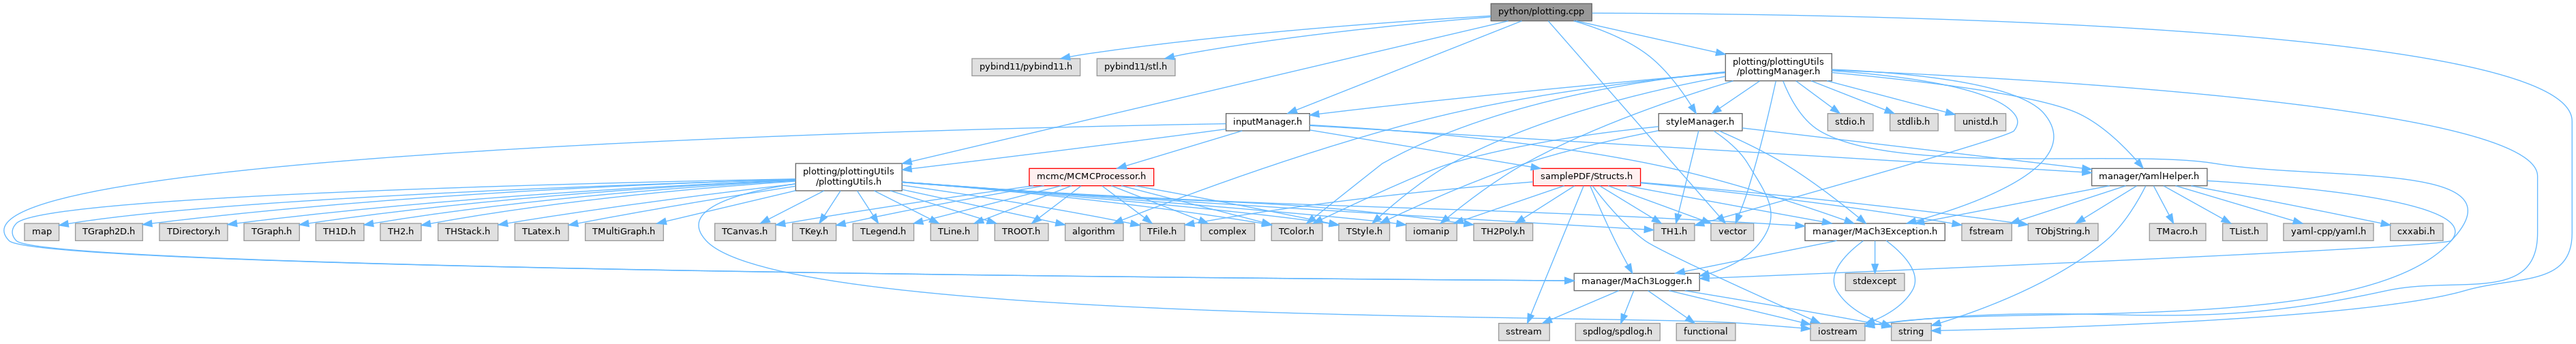 python/plotting.cpp
pybind11/pybind11.h
pybind11/stl.h
plotting/plottingUtils
/plottingManager.h
inputManager.h
styleManager.h
stdio.h
stdlib.h
unistd.h
plotting/plottingUtils
/plottingUtils.h
mcmc/MCMCProcessor.h
samplePDF/Structs.h
manager/YamlHelper.h
map
TGraph2D.h
TDirectory.h
TGraph.h
TH1D.h
TH2.h
THStack.h
TLatex.h
TMultiGraph.h
TCanvas.h
TKey.h
TLegend.h
TLine.h
TROOT.h
algorithm
TFile.h
complex
TColor.h
TStyle.h
iomanip
TH2Poly.h
TH1.h
vector
manager/MaCh3Exception.h
fstream
TObjString.h
TMacro.h
TList.h
yaml-cpp/yaml.h
cxxabi.h
manager/MaCh3Logger.h
stdexcept
sstream
spdlog/spdlog.h
functional
iostream
string